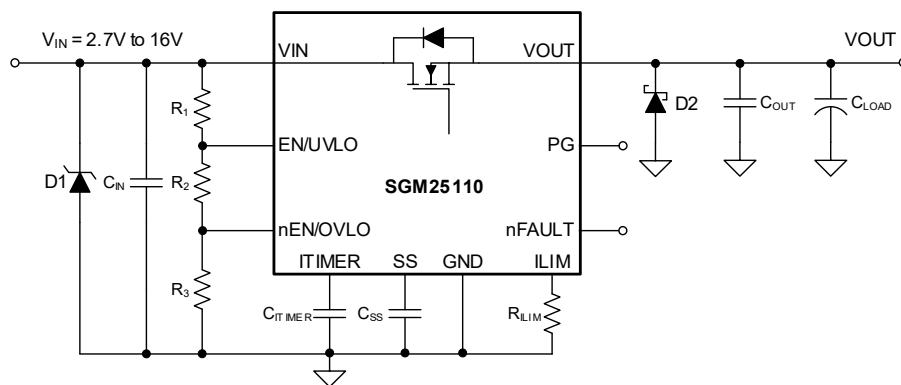 V_IN = 2.7V to 16V
VIN
VOUT
VOUT
R1
EN/UVLO
PG
D2
COUT
CLOAD
D1
CIN
R2
SGM25110
nEN/OVLO
nFAULT
ITIMER
SS
GND
ILIM
R3
CITIMER
CSS
RILIM